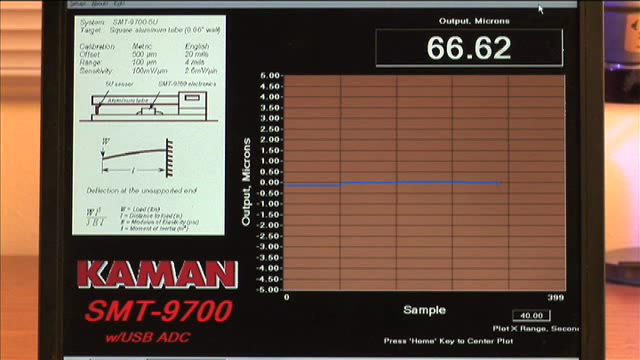 Setup About Exit
System: SMT-9700-5U
Target: Square aluminum tube (0.06" wall)
Calibration Metric English
Offset: 500 µm 20 mils
Range: 100 µm 4 mils
Sensitivity: 100mV/µm 2.6mV/µin
5U sensor SMT-9700 electronics
Aluminum tube
W
l
Deflection at the unsupported end
W = Load (lbs)
l = Distance to load (in)
E = Modulus of Elasticity (psi)
I = Moment of Inertia (in⁴)
KAMAN
SMT-9700
w/USB ADC
Output, Microns
66.62
Output, Microns
5.00
4.50
4.00
3.50
3.00
2.50
2.00
1.50
1.00
0.50
0.00
-0.50
-1.00
-1.50
-2.00
-2.50
-3.00
-3.50
-4.00
-4.50
-5.00
0 399
Sample
40.00
Plot X Range, Secon
Press 'Home' Key to Center Plot